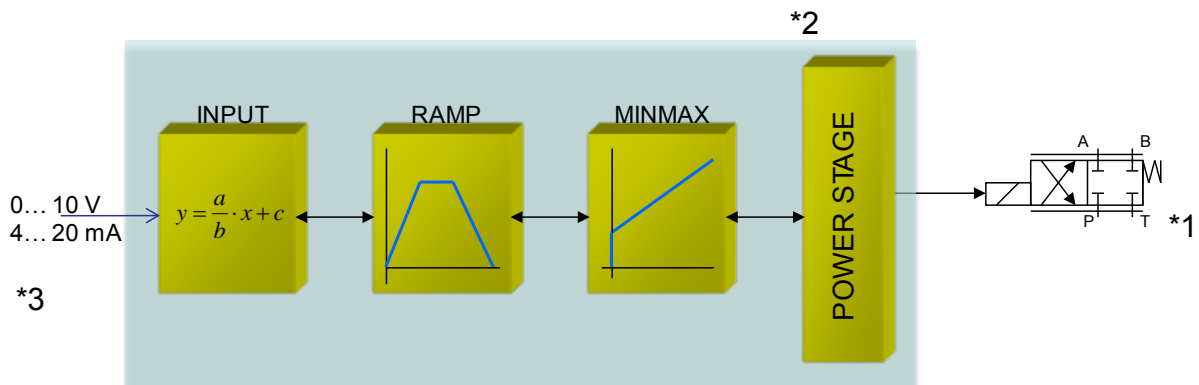 *2
INPUT
RAMP
MINMAX
POWER STAGE
A B
P T
0... 10 V
4... 20 mA
y = a/b · x + c
*1
*3